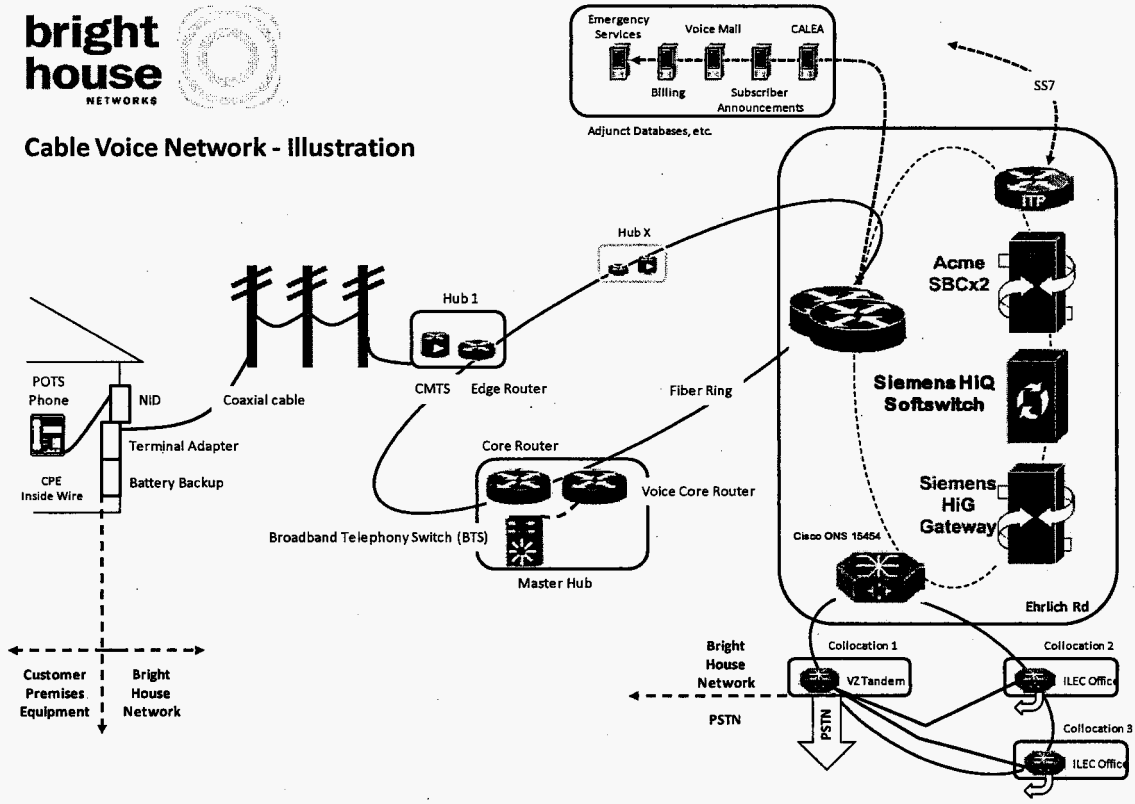 bright
house
NETWORKS
Cable Voice Network - Illustration
Emergency
Services
Voice Mail
CALEA
Billing
Subscriber
Announcements
Adjunct Databases, etc.
SS7
ITP
Acme
SBCx2
Siemens HiQ
Softswitch
Siemens
HiG
Gateway
Cisco ONS 15454
Ehrlich Rd
Hub X
Hub 1
CMTS
Edge Router
Fiber Ring
Core Router
Voice Core Router
Broadband Telephony Switch (BTS)
Master Hub
POTS
Phone
NID
Coaxial cable
Terminal Adapter
CPE
Inside Wire
Battery Backup
Customer
Premises
Equipment
Bright
House
Network
Bright
House
Network
PSTN
Collocation 1
VZ Tandem
PSTN
Collocation 2
ILEC Office
Collocation 3
ILEC Office